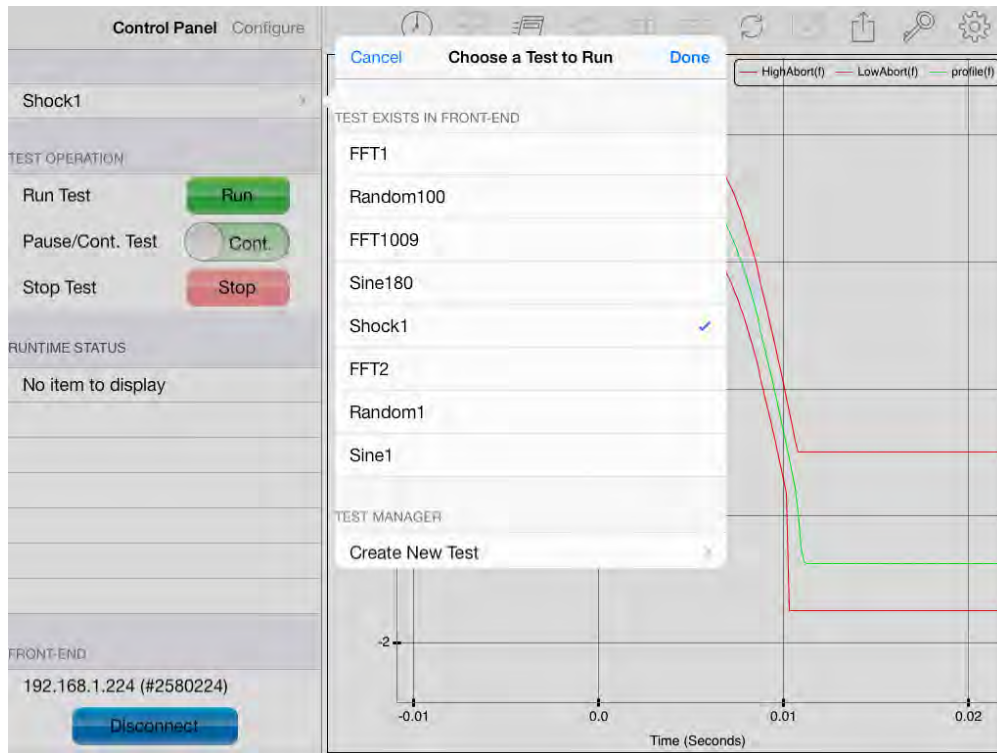 Control Panel Configure
Shock1
TEST OPERATION
Run Test Run
Pause/Cont. Test Cont.
Stop Test Stop
RUNTIME STATUS
No item to display
FRONT-END
192.168.1.224 (#2580224)
Disconnect
Cancel Choose a Test to Run Done
TEST EXISTS IN FRONT-END
FFT1
Random100
FFT1009
Sine180
Shock1
FFT2
Random1
Sine1
TEST MANAGER
Create New Test
HighAbort(f) LowAbort(f) profile(f)
-2
-0.01 0.0 0.01 0.02
Time (Seconds)